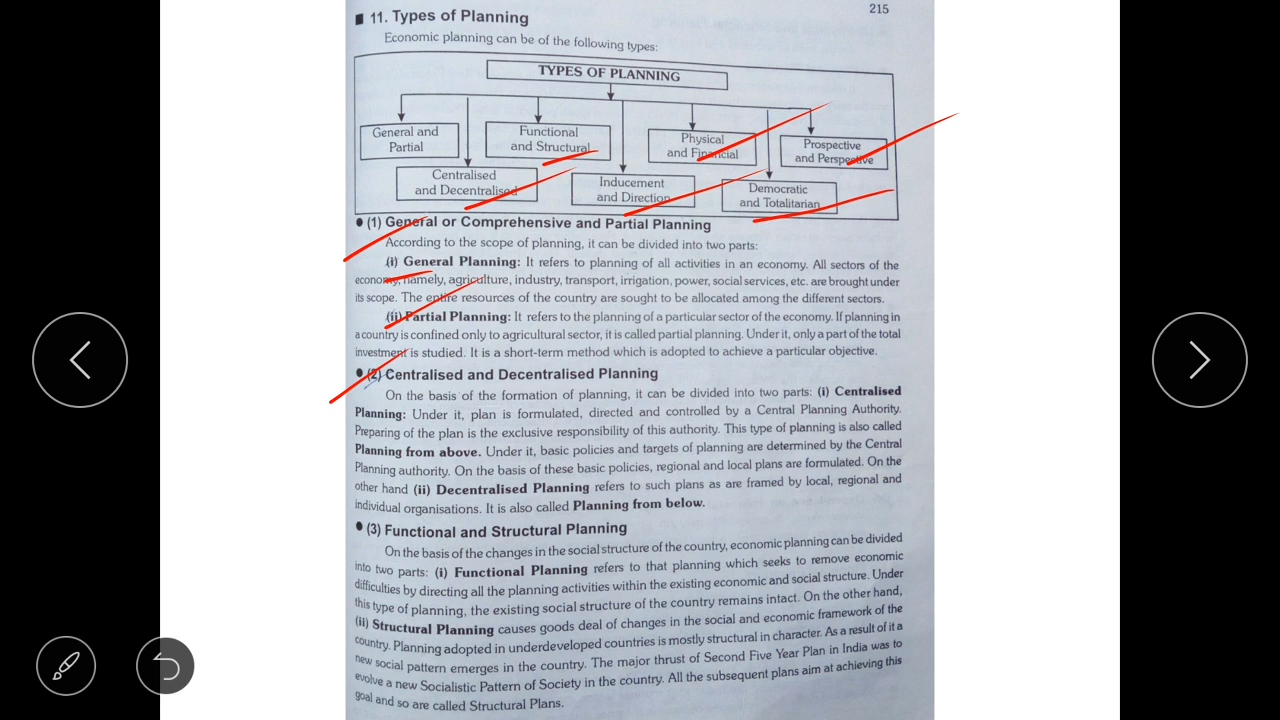 215
■ 11. Types of Planning
Economic planning can be of the following types:
TYPES OF PLANNING
General and
Partial
Functional
and Structural
Physical
and Financial
Prospective
and Perspective
Centralised
and Decentralised
Inducement
and Direction
Democratic
and Totalitarian
● (1) General or Comprehensive and Partial Planning
According to the scope of planning, it can be divided into two parts:
(i) General Planning: It refers to planning of all activities in an economy. All sectors of the
economy, namely, agriculture, industry, transport, irrigation, power, social services, etc. are brought under
its scope. The entire resources of the country are sought to be allocated among the different sectors.
(ii) Partial Planning: It refers to the planning of a particular sector of the economy. If planning in
a country is confined only to agricultural sector, it is called partial planning. Under it, only a part of the total
investment is studied. It is a short-term method which is adopted to achieve a particular objective.
● (2) Centralised and Decentralised Planning
On the basis of the formation of planning, it can be divided into two parts: (i) Centralised
Planning: Under it, plan is formulated, directed and controlled by a Central Planning Authority.
Preparing of the plan is the exclusive responsibility of this authority. This type of planning is also called
Planning from above. Under it, basic policies and targets of planning are determined by the Central
Planning authority. On the basis of these basic policies, regional and local plans are formulated. On the
other hand (ii) Decentralised Planning refers to such plans as are framed by local, regional and
individual organisations. It is also called Planning from below.
● (3) Functional and Structural Planning
On the basis of the changes in the social structure of the country, economic planning can be divided
into two parts: (i) Functional Planning refers to that planning which seeks to remove economic
difficulties by directing all the planning activities within the existing economic and social structure. Under
this type of planning, the existing social structure of the country remains intact. On the other hand,
(ii) Structural Planning causes goods deal of changes in the social and economic framework of the
country. Planning adopted in underdeveloped countries is mostly structural in character. As a result of it a
new social pattern emerges in the country. The major thrust of Second Five Year Plan in India was to
evolve a new Socialistic Pattern of Society in the country. All the subsequent plans aim at achieving this
goal and so are called Structural Plans.